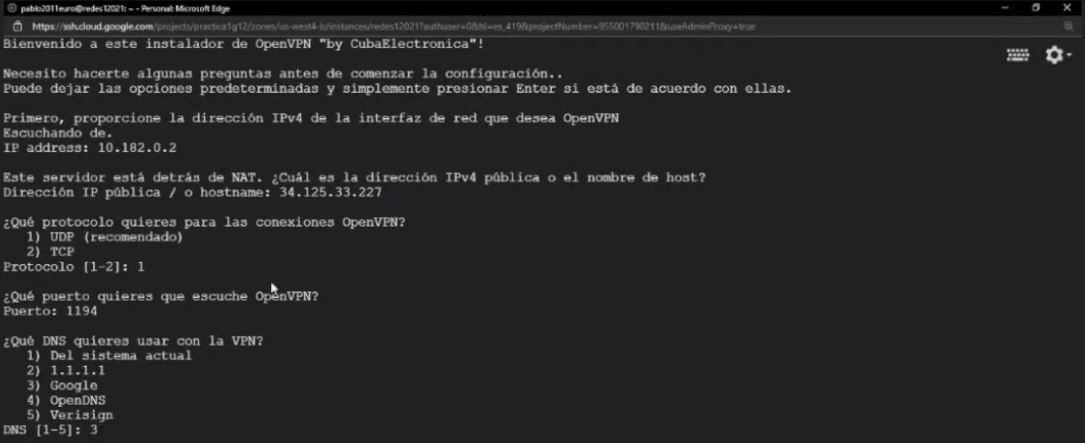 pablo2011euro@redes12021: ~ - Personal: Microsoft Edge
https://ssh.cloud.google.com/projects/practica1g12/zones/us-west4-b/instances/redes12021?authuser=0&hl=es_419&projectNumber=955001790211&useAdminProxy=true
Bienvenido a este instalador de OpenVPN "by CubaElectronica"!
Necesito hacerte algunas preguntas antes de comenzar la configuración..
Puede dejar las opciones predeterminadas y simplemente presionar Enter si está de acuerdo con ellas.
Primero, proporcione la dirección IPv4 de la interfaz de red que desea OpenVPN
Escuchando de.
IP address: 10.182.0.2
Este servidor está detrás de NAT. ¿Cuál es la dirección IPv4 pública o el nombre de host?
Dirección IP pública / o hostname: 34.125.33.227
¿Qué protocolo quieres para las conexiones OpenVPN?
1) UDP (recomendado)
2) TCP
Protocolo [1-2]: 1
¿Qué puerto quieres que escuche OpenVPN?
Puerto: 1194
¿Qué DNS quieres usar con la VPN?
1) Del sistema actual
2) 1.1.1.1
3) Google
4) OpenDNS
5) Verisign
DNS [1-5]: 3